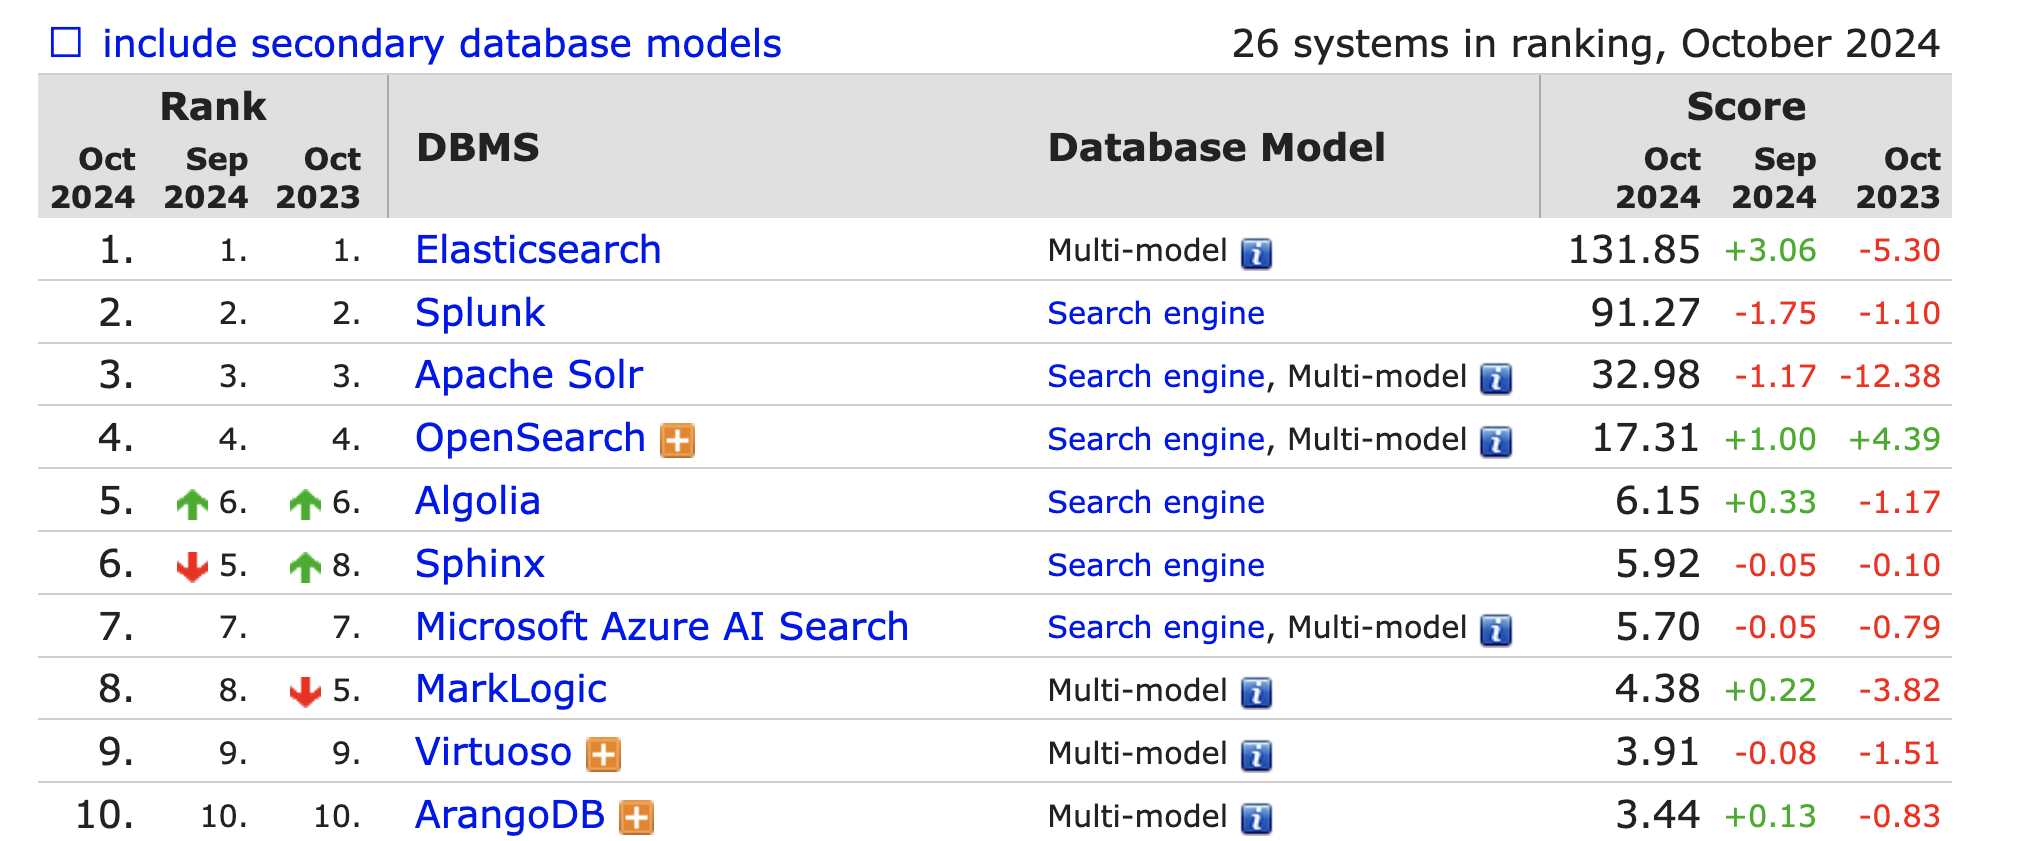 include secondary database models 26 systems in ranking, October 2024
Rank DBMS Database Model Score
Oct 2024 Sep 2024 Oct 2023 Oct 2024 Sep 2024 Oct 2023
1. 1. 1. Elasticsearch Multi-model i 131.85 +3.06 -5.30
2. 2. 2. Splunk Search engine 91.27 -1.75 -1.10
3. 3. 3. Apache Solr Search engine, Multi-model i 32.98 -1.17 -12.38
4. 4. 4. OpenSearch Search engine, Multi-model i 17.31 +1.00 +4.39
5. 6. 6. Algolia Search engine 6.15 +0.33 -1.17
6. 5. 8. Sphinx Search engine 5.92 -0.05 -0.10
7. 7. 7. Microsoft Azure AI Search Search engine, Multi-model i 5.70 -0.05 -0.79
8. 8. 5. MarkLogic Multi-model i 4.38 +0.22 -3.82
9. 9. 9. Virtuoso Multi-model i 3.91 -0.08 -1.51
10. 10. 10. ArangoDB Multi-model i 3.44 +0.13 -0.83